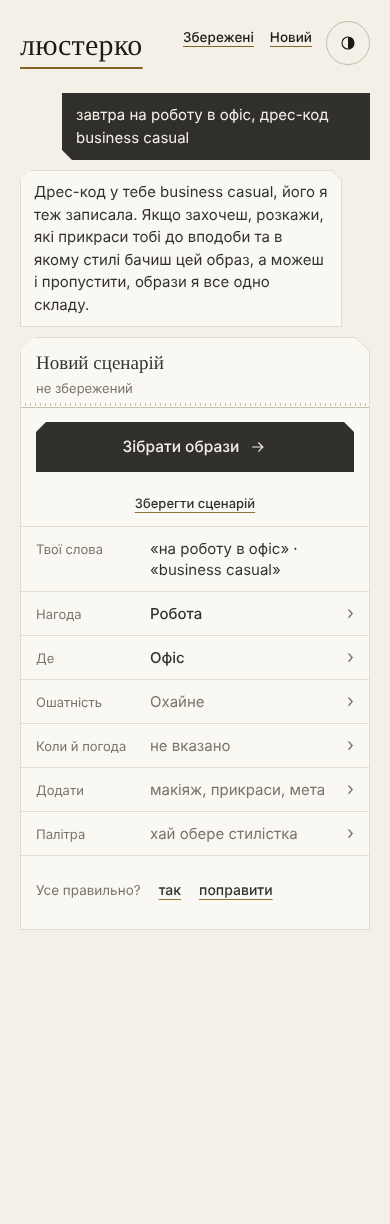 люстерко
Збережені Новий
завтра на роботу в офіс, дрес-код
business casual
Дрес-код у тебе business casual, його я
теж записала. Якщо захочеш, розкажи,
які прикраси тобі до вподоби та в
якому стилі бачиш цей образ, а можеш
і пропустити, образи я все одно
складу.
Новий сценарій
не збережений
Зібрати образи →
Зберегти сценарій
Твої слова «на роботу в офіс» ·
«business casual»
Нагода Робота
Де Офіс
Ошатність Охайне
Коли й погода не вказано
Додати макіяж, прикраси, мета
Палітра хай обере стилістка
Усе правильно? так поправити